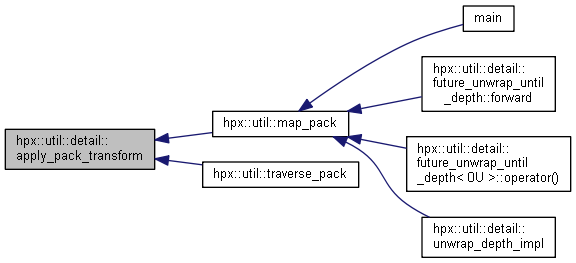 main
hpx::util::detail::
future_unwrap_until
_depth::forward
hpx::util::map_pack
hpx::util::detail::
apply_pack_transform
hpx::util::detail::
future_unwrap_until
_depth< 0U >::operator()
hpx::util::traverse_pack
hpx::util::detail::
unwrap_depth_impl